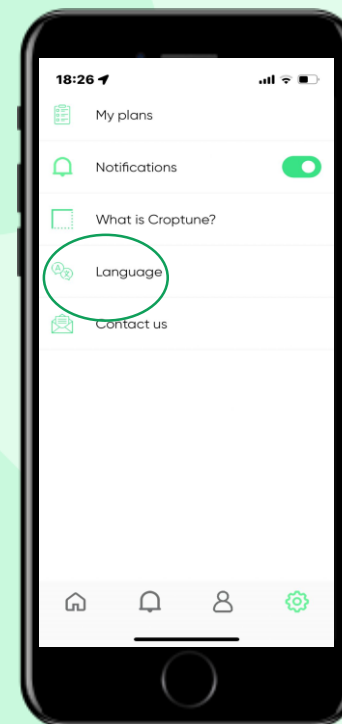 18:26
My plans
Notifications
What is Croptune?
Language
Contact us